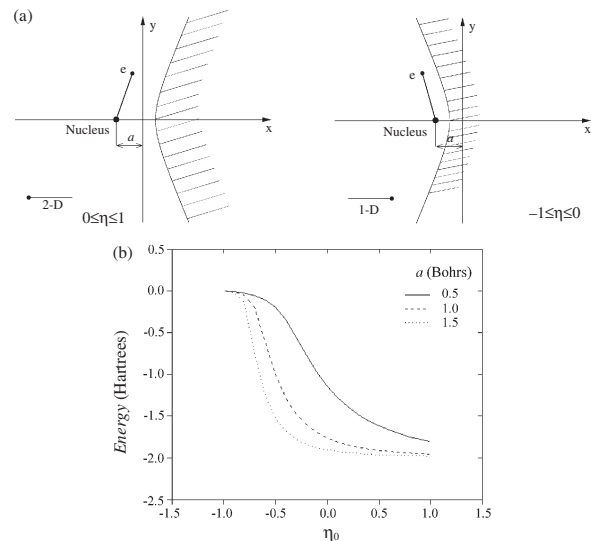 (a)
y
e
Nucleus
a
x
2-D
0≤η≤1
y
e
Nucleus
a
x
1-D
−1≤η≤0
(b)
Energy (Hartrees)
0.5
0.0
-0.5
-1.0
-1.5
-2.0
-2.5
a (Bohrs)
0.5
1.0
1.5
-1.5 -1.0 -0.5 0.0 0.5 1.0 1.5
η₀